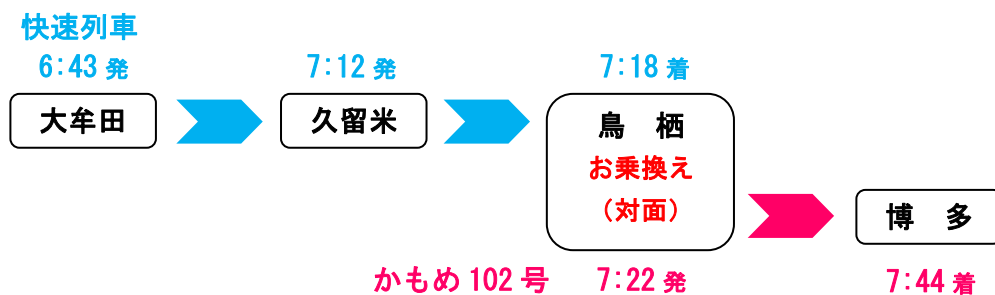 快速列車
6:43 発
7:12 発
7:18 着
大牟田
久留米
鳥 栖
お乗換え
(対面)
博 多
かもめ 102 号
7:22 発
7:44 着